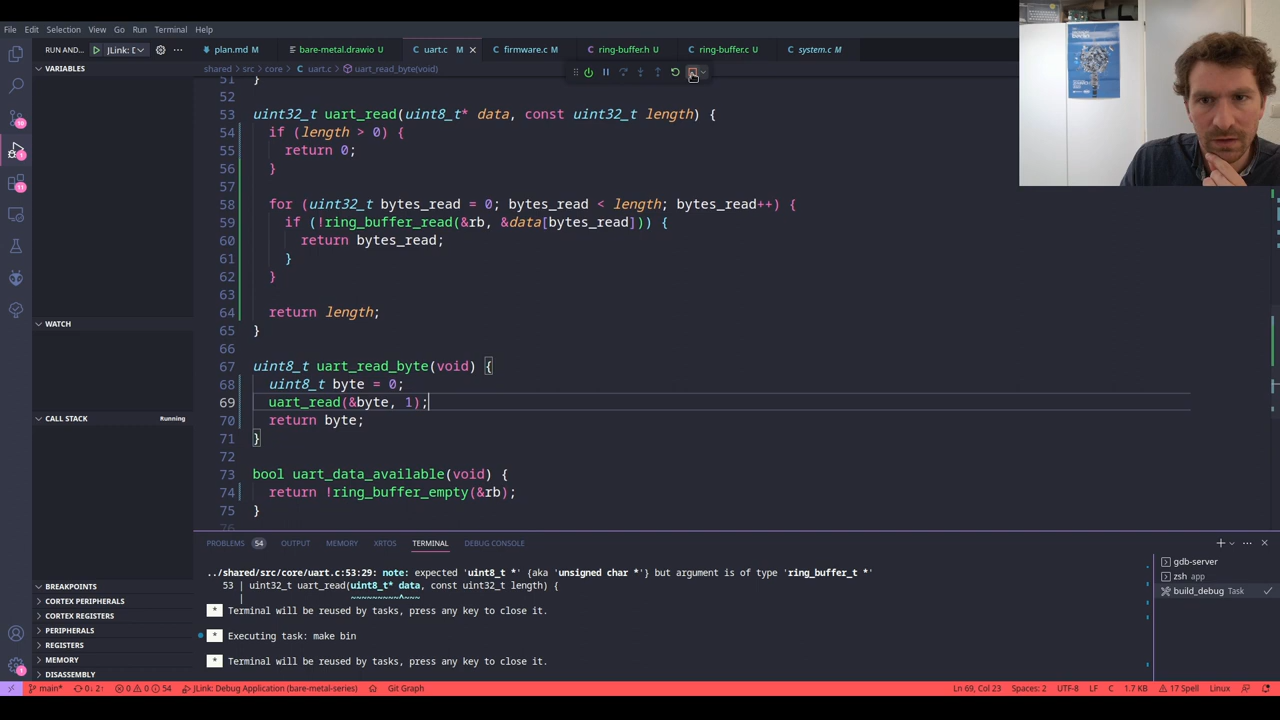 File Edit Selection View Go Run Terminal Help
RUN AND... JLink: D ...
plan.md M bare-metal.drawio U uart.c M firmware.c M ring-buffer.h U ring-buffer.c U system.c M
VARIABLES
shared > src > core > uart.c > uart_read_byte(void)
51 }
52
53 uint32_t uart_read(uint8_t* data, const uint32_t length) {
54 if (length > 0) {
55 return 0;
56 }
57
58 for (uint32_t bytes_read = 0; bytes_read < length; bytes_read++) {
59 if (!ring_buffer_read(&rb, &data[bytes_read])) {
60 return bytes_read;
61 }
62 }
63
64 return length;
65 }
66
67 uint8_t uart_read_byte(void) {
68 uint8_t byte = 0;
69 uart_read(&byte, 1);
70 return byte;
71 }
72
73 bool uart_data_available(void) {
74 return !ring_buffer_empty(&rb);
75 }
76
WATCH
CALL STACK Running
BREAKPOINTS
CORTEX PERIPHERALS
CORTEX REGISTERS
PERIPHERALS
REGISTERS
MEMORY
DISASSEMBLY
PROBLEMS 54 OUTPUT MEMORY XRTOS TERMINAL DEBUG CONSOLE
../shared/src/core/uart.c:53:29: note: expected 'uint8_t *' {aka 'unsigned char *'} but argument is of type 'ring_buffer_t *'
53 | uint32_t uart_read(uint8_t* data, const uint32_t length) {
| ~~~~~~~~~^~~~
* Terminal will be reused by tasks, press any key to close it.
* Executing task: make bin
* Terminal will be reused by tasks, press any key to close it.
gdb-server
zsh app
build_debug Task
main* 0↓ 2↑ 0 0 54 JLink: Debug Application (bare-metal-series) Git Graph Ln 69, Col 23 Spaces: 2 UTF-8 LF C 1.7 KB 17 Spell Linux